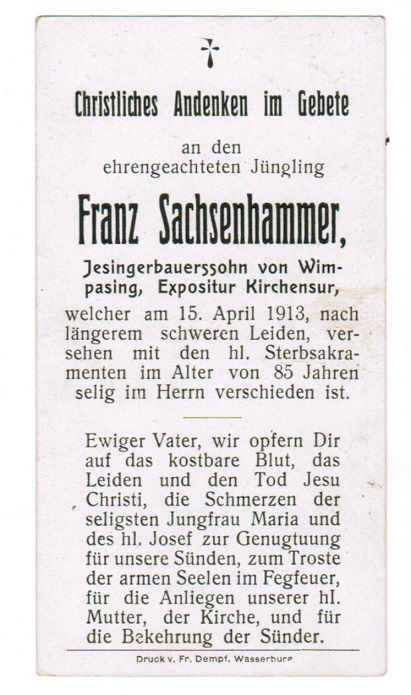 Christliches Andenken im Gebete
an den
ehrengeachteten Jüngling
Franz Sachsenhammer,
Jesingerbauerssohn von Wim-
pasing, Expositur Kirchensur,
welcher am 15. April 1913, nach
längerem schweren Leiden, ver-
sehen mit den hl. Sterbsakra-
menten im Alter von 85 Jahren
selig im Herrn verschieden ist.
Ewiger Vater, wir opfern Dir
auf das kostbare Blut, das
Leiden und den Tod Jesu
Christi, die Schmerzen der
seligsten Jungfrau Maria und
des hl. Josef zur Genugtuung
für unsere Sünden, zum Troste
der armen Seelen im Fegfeuer,
für die Anliegen unserer hl.
Mutter, der Kirche, und für
die Bekehrung der Sünder.
Druck v. Fr. Dempf, Wasserburg